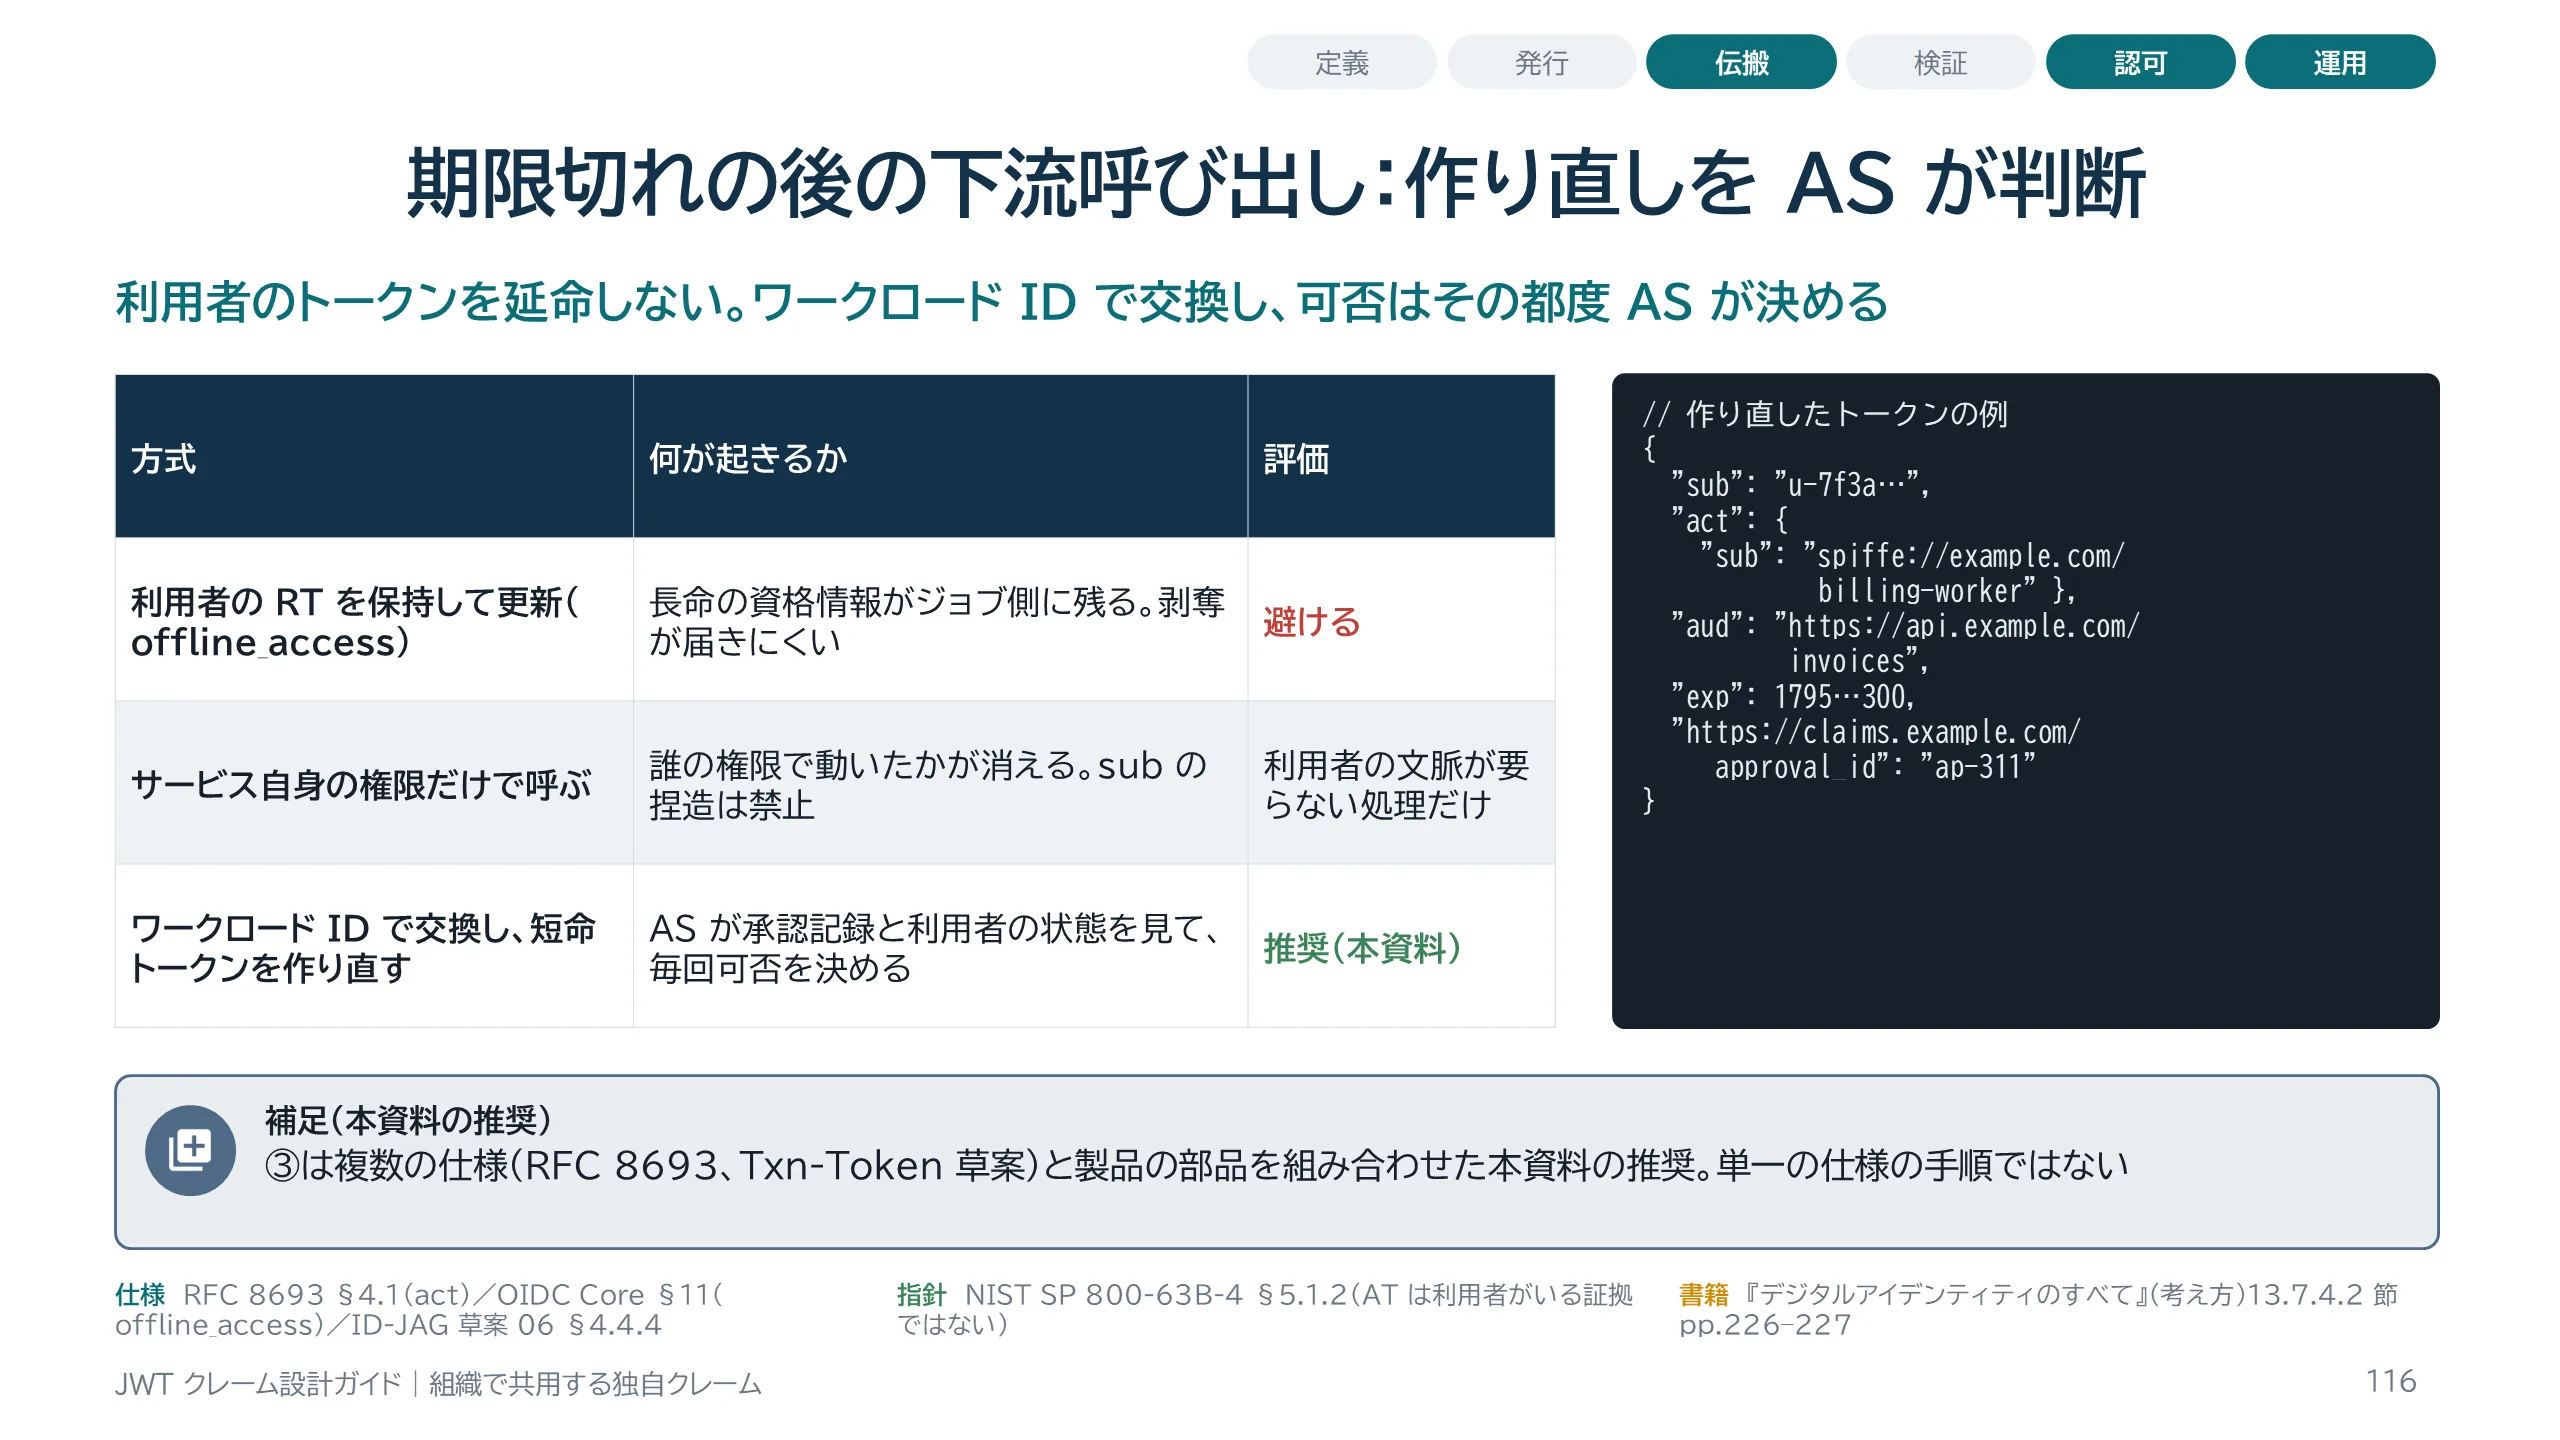 定義 発行 伝搬 検証 認可 運用
期限切れの後の下流呼び出し：作り直しを AS が判断
利用者のトークンを延命しない。ワークロード ID で交換し、可否はその都度 AS が決める
方式 何が起きるか 評価
利用者の RT を保持して更新（
offline_access）
長命の資格情報がジョブ側に残る。剥奪
が届きにくい
避ける
サービス自身の権限だけで呼ぶ
誰の権限で動いたかが消える。sub の
捏造は禁止
利用者の文脈が要
らない処理だけ
ワークロード ID で交換し、短命
トークンを作り直す
AS が承認記録と利用者の状態を見て、
毎回可否を決める
推奨（本資料）
// 作り直したトークンの例
{
  ”sub”: ”u-7f3a…”,
  ”act”: {
    ”sub”: ”spiffe://example.com/
            billing-worker” },
  ”aud”: ”https://api.example.com/
          invoices”,
  ”exp”: 1795…300,
  ”https://claims.example.com/
     approval_id”: ”ap-311”
}
補足（本資料の推奨）
③は複数の仕様（RFC 8693、Txn-Token 草案）と製品の部品を組み合わせた本資料の推奨。単一の仕様の手順ではない
仕様 RFC 8693 §4.1（act）／OIDC Core §11（
offline_access）／ID-JAG 草案 06 §4.4.4
指針 NIST SP 800-63B-4 §5.1.2（AT は利用者がいる証拠
ではない）
書籍 『デジタルアイデンティティのすべて』（考え方）13.7.4.2 節
pp.226–227
JWT クレーム設計ガイド｜組織で共用する独自クレーム
116